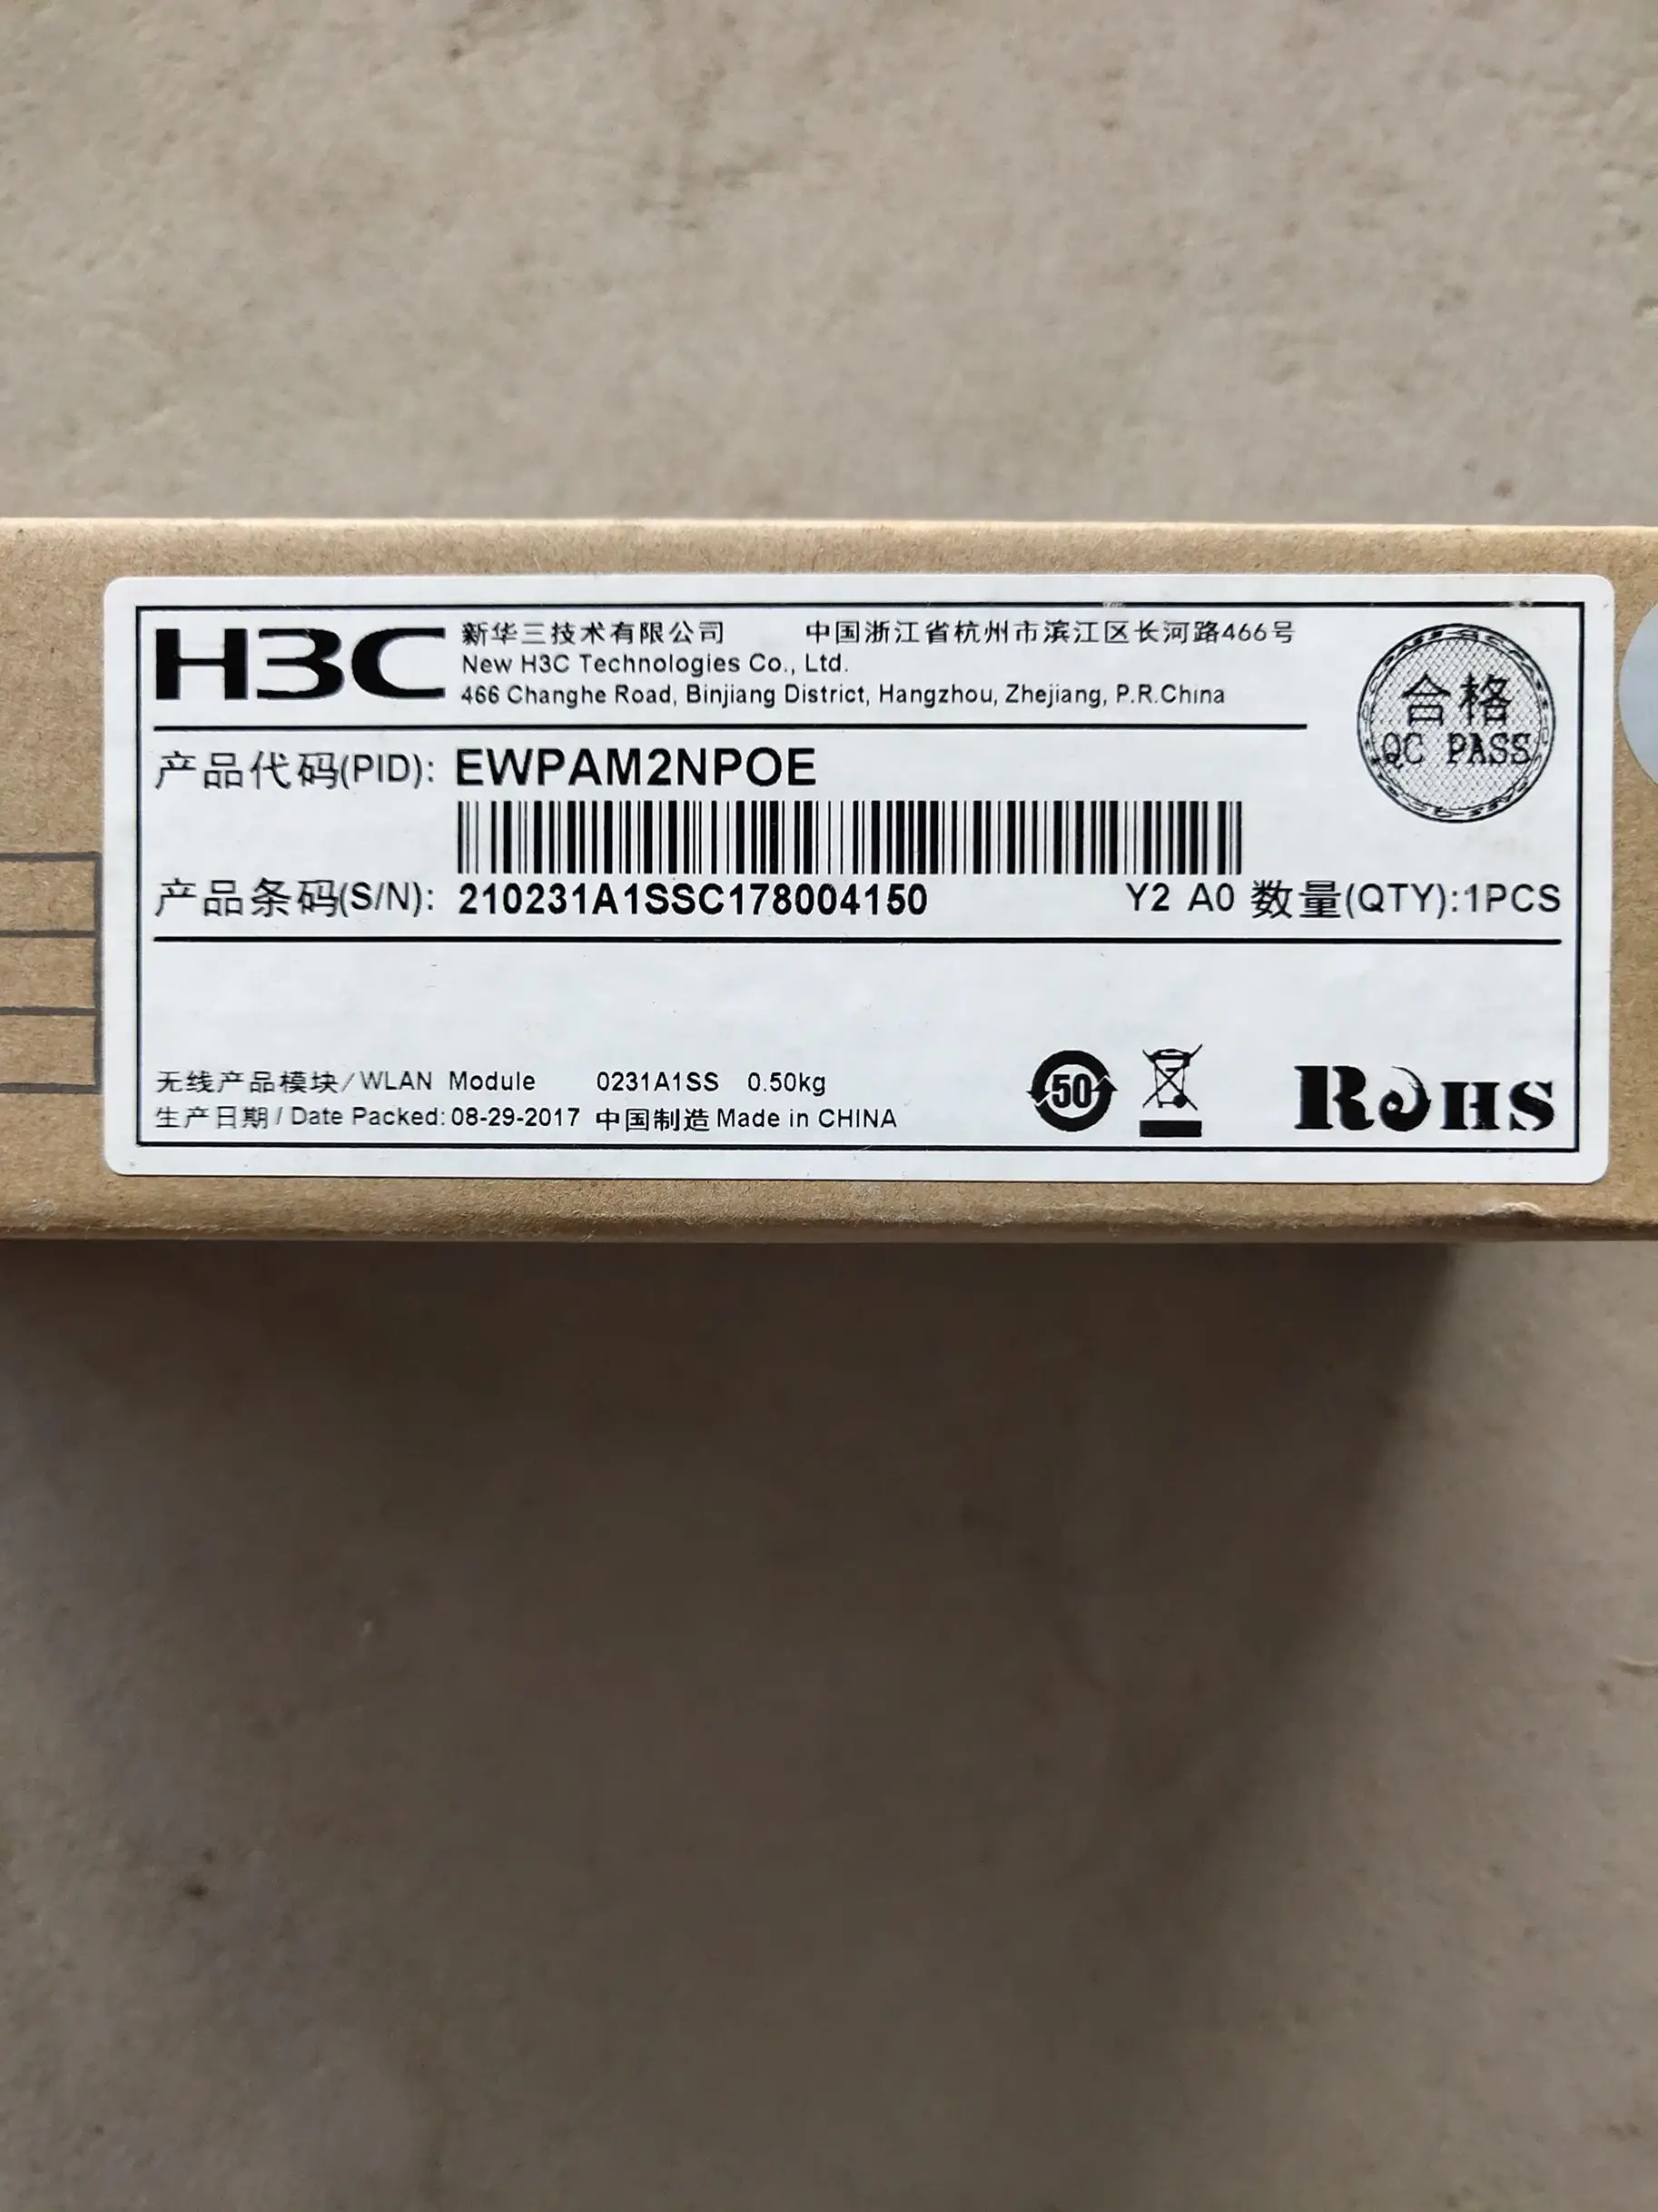 H3C
新华三技术有限公司 中国浙江省杭州市滨江区长河路466号
New H3C Technologies Co., Ltd.
466 Changhe Road, Binjiang District, Hangzhou, Zhejiang, P.R.China
合格
QC PASS
产品代码(PID): EWPAM2NPOE
产品条码(S/N): 210231A1SSC178004150 Y2 A0 数量(QTY):1PCS
无线产品模块/WLAN Module 0231A1SS 0.50kg
生产日期/Date Packed: 08-29-2017 中国制造 Made in CHINA
50
RoHS